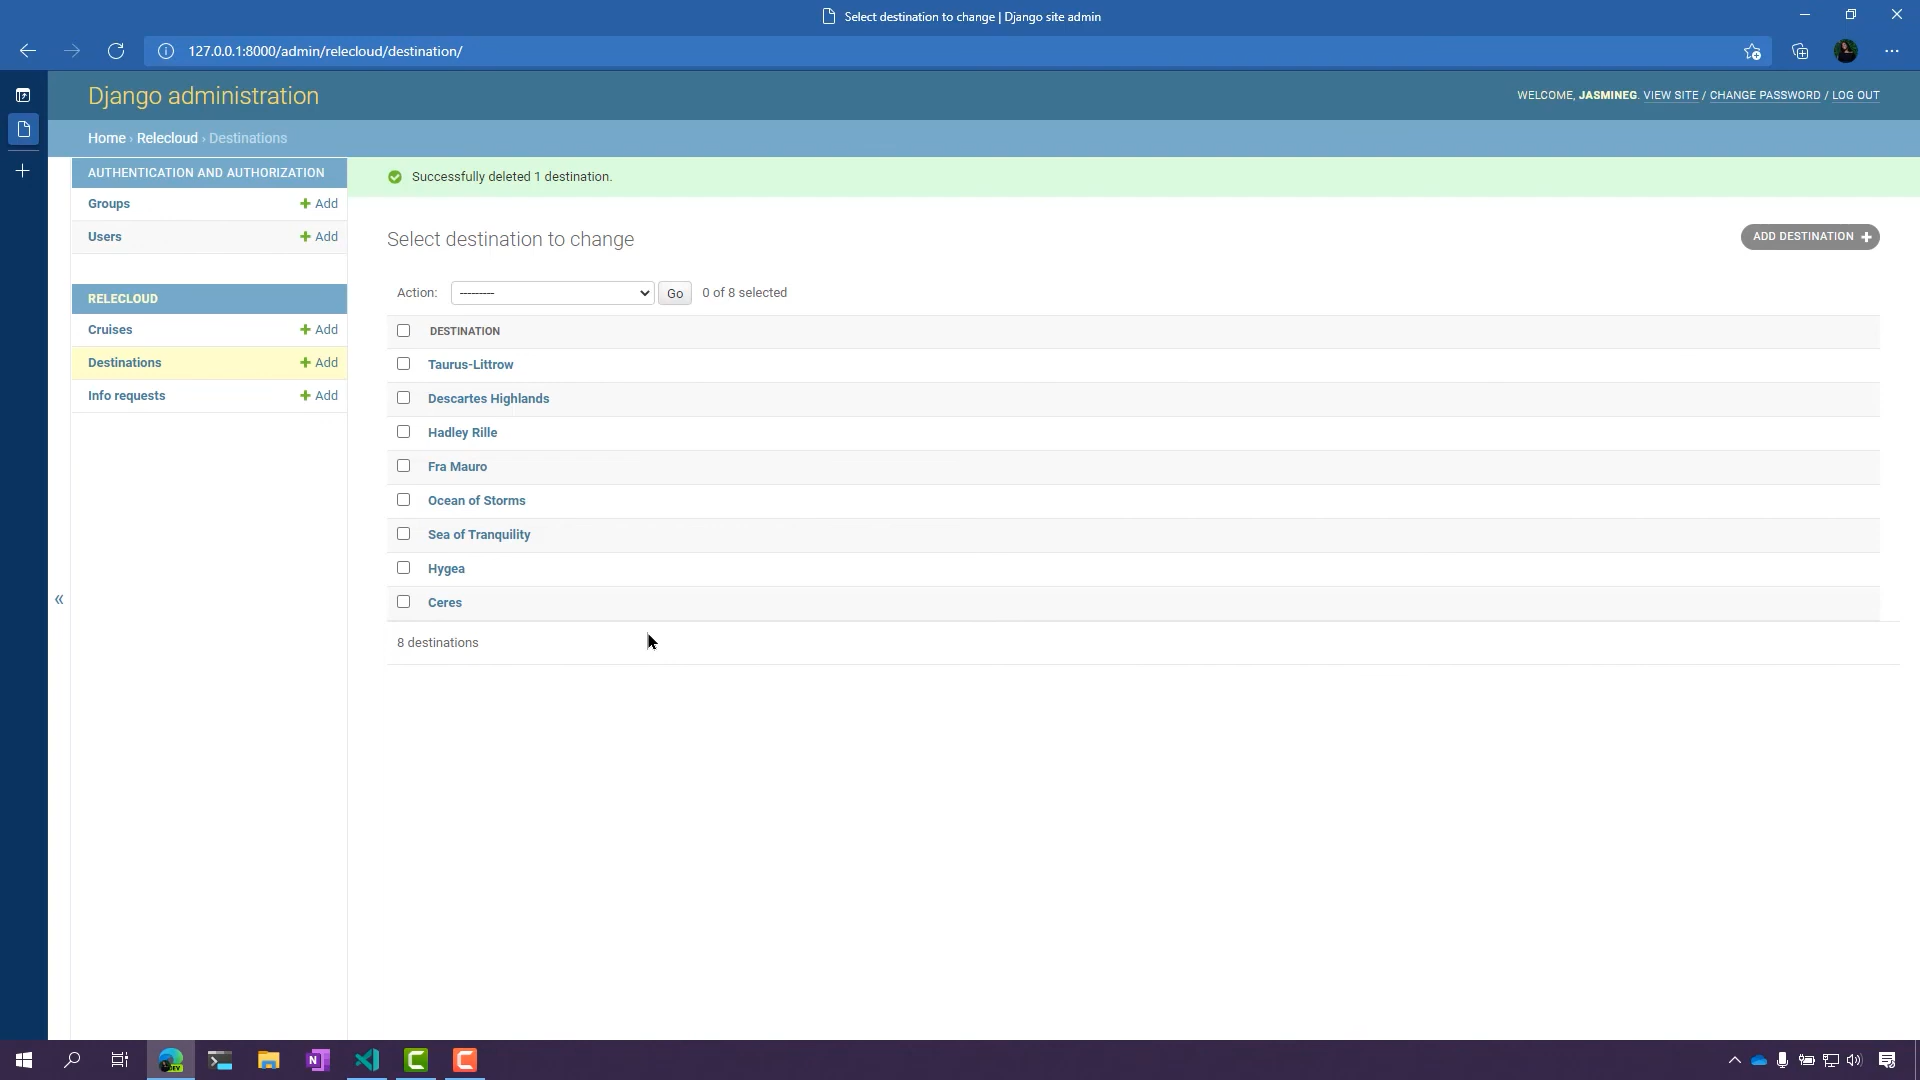 Select destination to change | Django site admin
127.0.0.1:8000/admin/relecloud/destination/
Django administration
WELCOME, JASMINEG. VIEW SITE / CHANGE PASSWORD / LOG OUT
Home › Relecloud › Destinations
AUTHENTICATION AND AUTHORIZATION
Groups + Add
Users + Add
RELECLOUD
Cruises + Add
Destinations + Add
Info requests + Add
«
Successfully deleted 1 destination.
Select destination to change
ADD DESTINATION +
Action: --------- Go 0 of 8 selected
DESTINATION
Taurus-Littrow
Descartes Highlands
Hadley Rille
Fra Mauro
Ocean of Storms
Sea of Tranquility
Hygea
Ceres
8 destinations
DEV
N